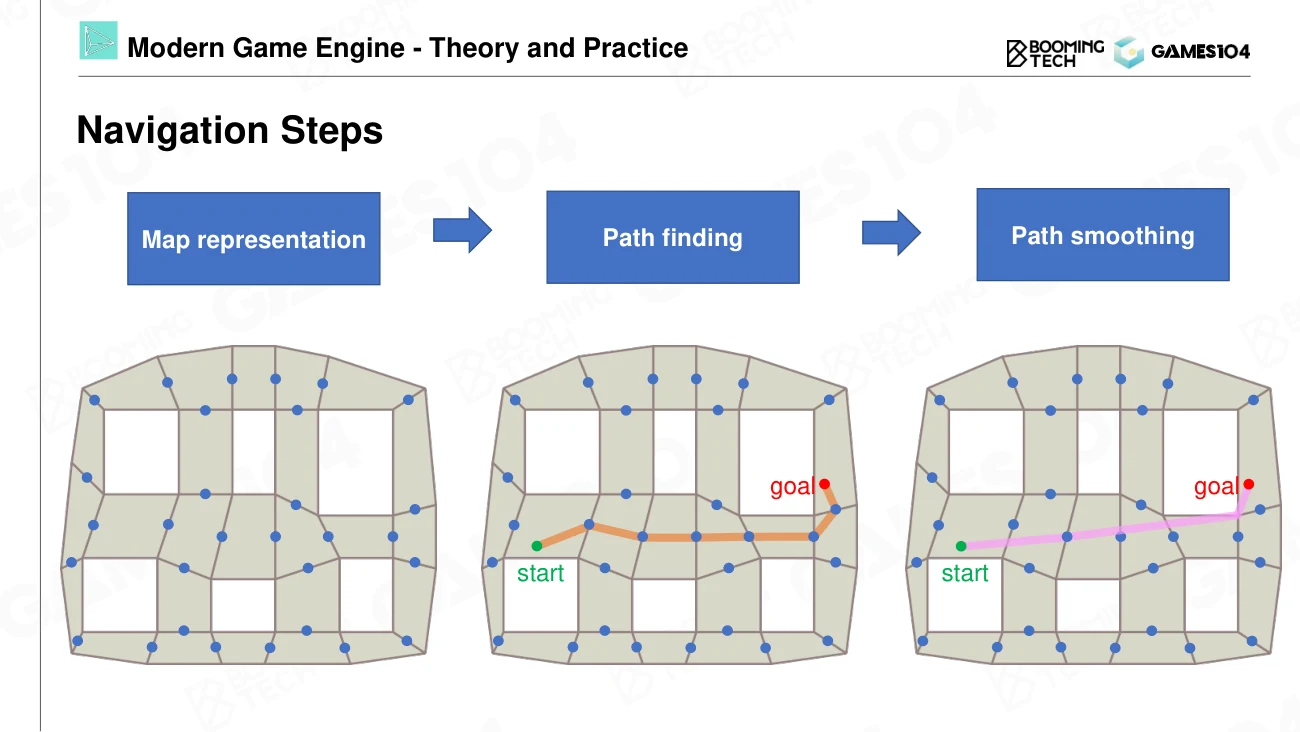 Modern Game Engine - Theory and Practice
BOOMING
TECH
GAMES104
Navigation Steps
Map representation
Path finding
Path smoothing
goal
start
goal
start